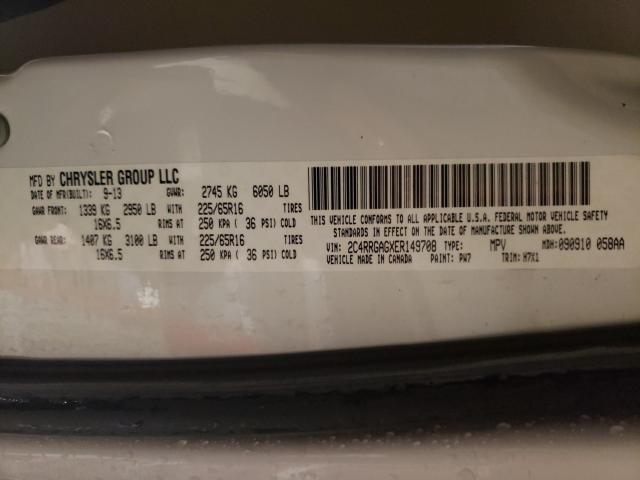 MFD BY CHRYSLER GROUP LLC
DATE OF MFR(BUILT): 9-13 GVWR: 2745 KG 6050 LB
GAWR FRONT: 1339 KG 2950 LB WITH 225/65R16 TIRES
16X6.5 RIMS AT 250 KPA ( 36 PSI) COLD
GAWR REAR: 1407 KG 3100 LB WITH 225/65R16 TIRES
16X6.5 RIMS AT 250 KPA ( 36 PSI) COLD
THIS VEHICLE CONFORMS TO ALL APPLICABLE U.S.A. FEDERAL MOTOR VEHICLE SAFETY
STANDARDS IN EFFECT ON THE DATE OF MANUFACTURE SHOWN ABOVE.
VIN: 2C4RRGAGXER149708 TYPE: MPV MDH: 090910 058AA
VEHICLE MADE IN CANADA PAINT: PW7 TRIM: H7X1